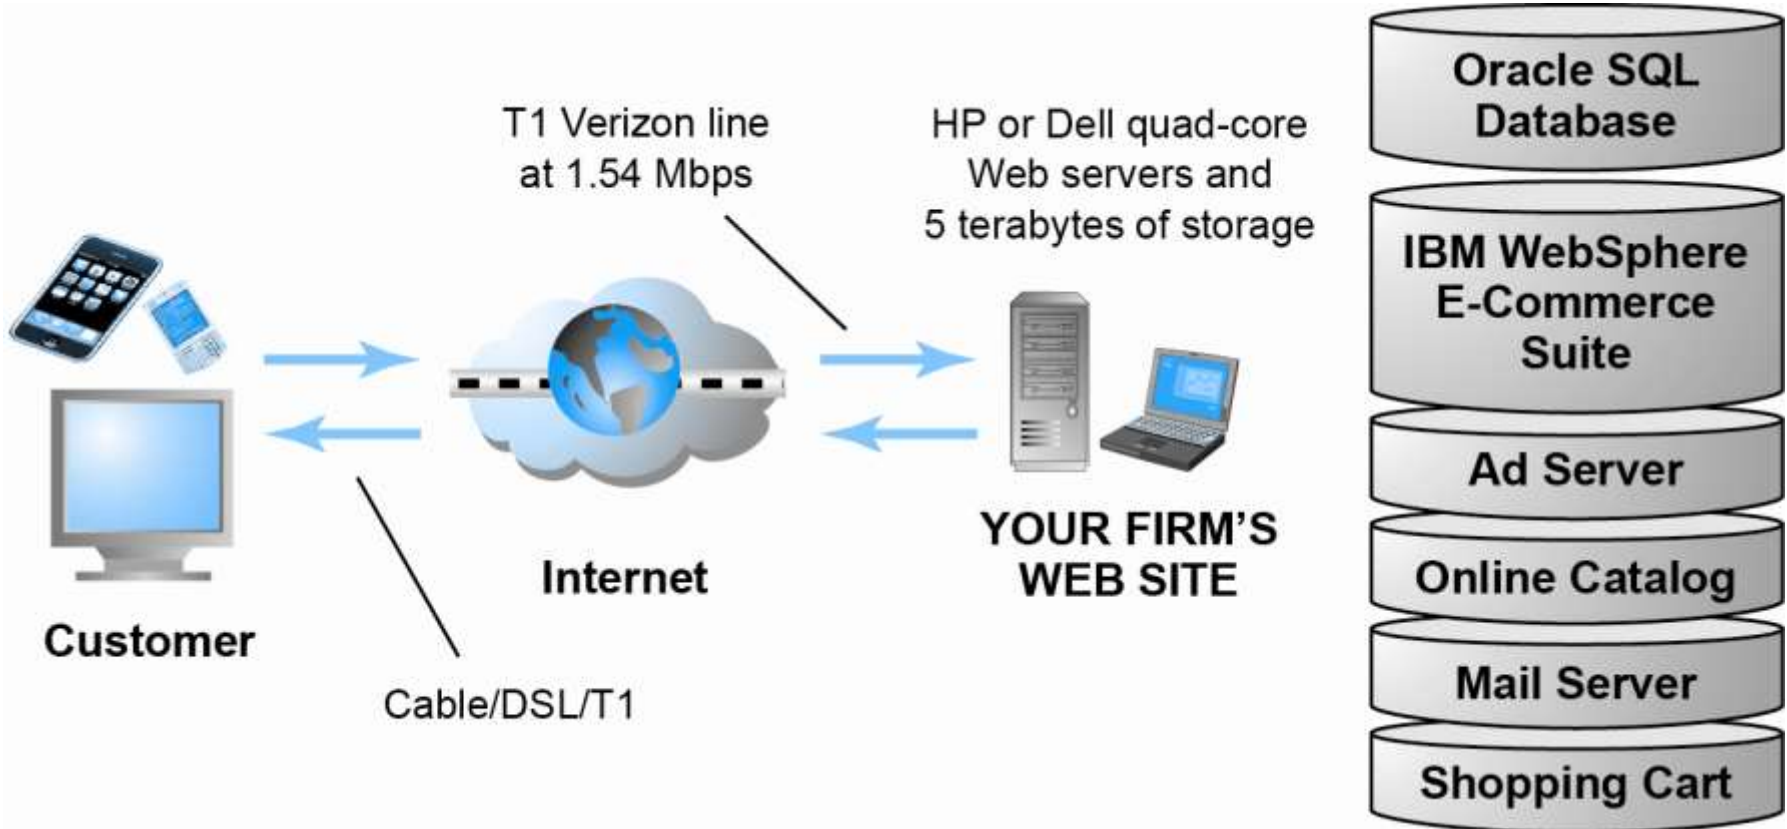 T1 Verizon line
at 1.54 Mbps
HP or Dell quad-core
Web servers and
5 terabytes of storage
Customer
Cable/DSL/T1
Internet
YOUR FIRM’S
WEB SITE
Oracle SQL
Database
IBM WebSphere
E-Commerce
Suite
Ad Server
Online Catalog
Mail Server
Shopping Cart